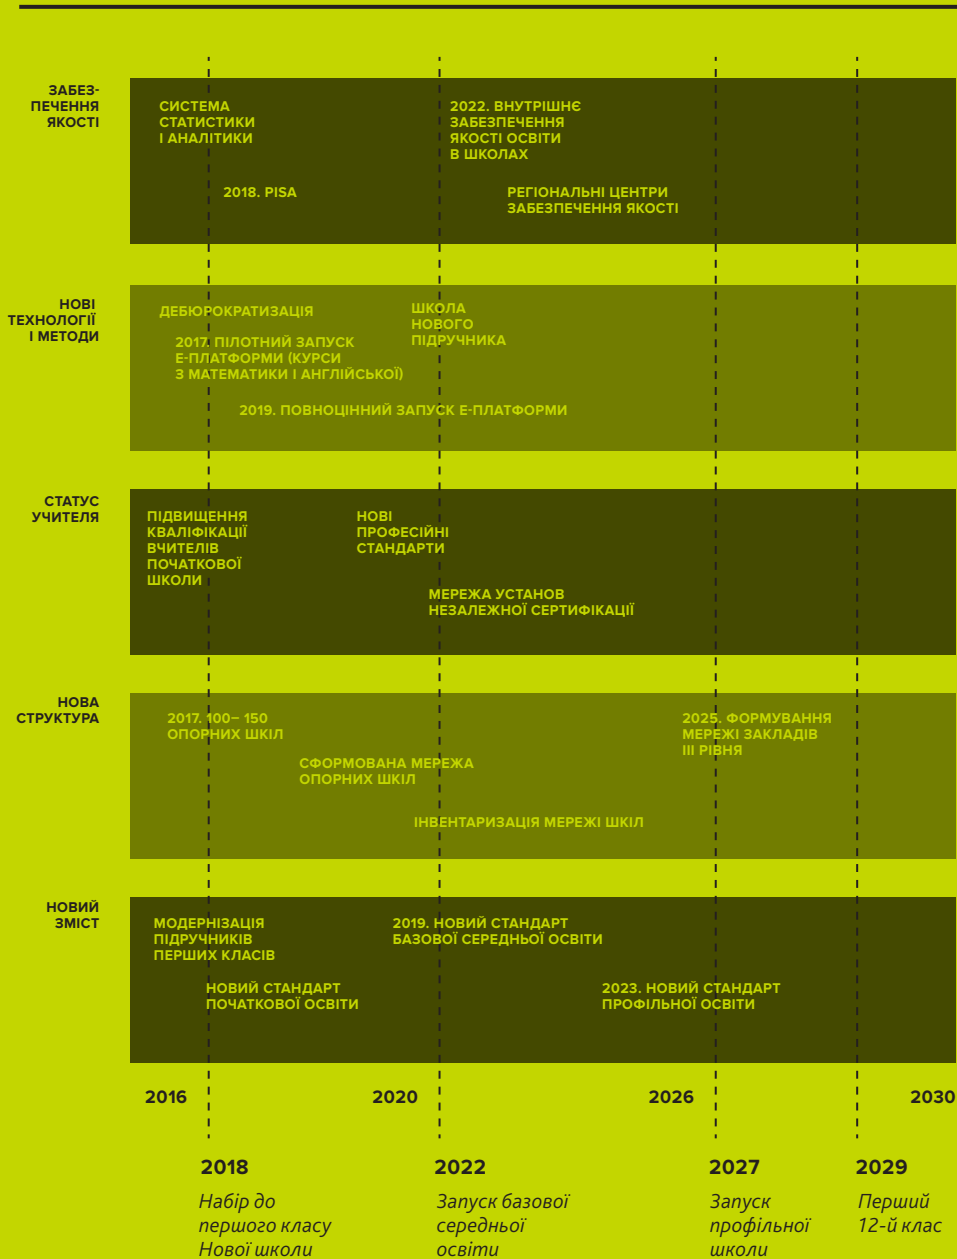 ЗАБЕЗ-
ПЕЧЕННЯ
ЯКОСТІ
СИСТЕМА
СТАТИСТИКИ
І АНАЛІТИКИ
2022. ВНУТРІШНЄ
ЗАБЕЗПЕЧЕННЯ
ЯКОСТІ ОСВІТИ
В ШКОЛАХ
2018. PISA
РЕГІОНАЛЬНІ ЦЕНТРИ
ЗАБЕЗПЕЧЕННЯ ЯКОСТІ
НОВІ
ТЕХНОЛОГІЇ
І МЕТОДИ
ДЕБЮРОКРАТИЗАЦІЯ
ШКОЛА
НОВОГО
ПІДРУЧНИКА
2017. ПІЛОТНИЙ ЗАПУСК
Е-ПЛАТФОРМИ (КУРСИ
З МАТЕМАТИКИ І АНГЛІЙСЬКОЇ)
2019. ПОВНОЦІННИЙ ЗАПУСК Е-ПЛАТФОРМИ
СТАТУС
УЧИТЕЛЯ
ПІДВИЩЕННЯ
КВАЛІФІКАЦІЇ
ВЧИТЕЛІВ
ПОЧАТКОВОЇ
ШКОЛИ
НОВІ
ПРОФЕСІЙНІ
СТАНДАРТИ
МЕРЕЖА УСТАНОВ
НЕЗАЛЕЖНОЇ СЕРТИФІКАЦІЇ
НОВА
СТРУКТУРА
2017. 100– 150
ОПОРНИХ ШКІЛ
2025. ФОРМУВАННЯ
МЕРЕЖІ ЗАКЛАДІВ
ІІІ РІВНЯ
СФОРМОВАНА МЕРЕЖА
ОПОРНИХ ШКІЛ
ІНВЕНТАРИЗАЦІЯ МЕРЕЖІ ШКІЛ
НОВИЙ
ЗМІСТ
МОДЕРНІЗАЦІЯ
ПІДРУЧНИКІВ
ПЕРШИХ КЛАСІВ
2019. НОВИЙ СТАНДАРТ
БАЗОВОЇ СЕРЕДНЬОЇ ОСВІТИ
НОВИЙ СТАНДАРТ
ПОЧАТКОВОЇ ОСВІТИ
2023. НОВИЙ СТАНДАРТ
ПРОФІЛЬНОЇ ОСВІТИ
2016
2020
2026
2030
2018
Набір до
першого класу
Нової школи
2022
Запуск базової
середньої
освіти
2027
Запуск
профільної
школи
2029
Перший
12-й клас